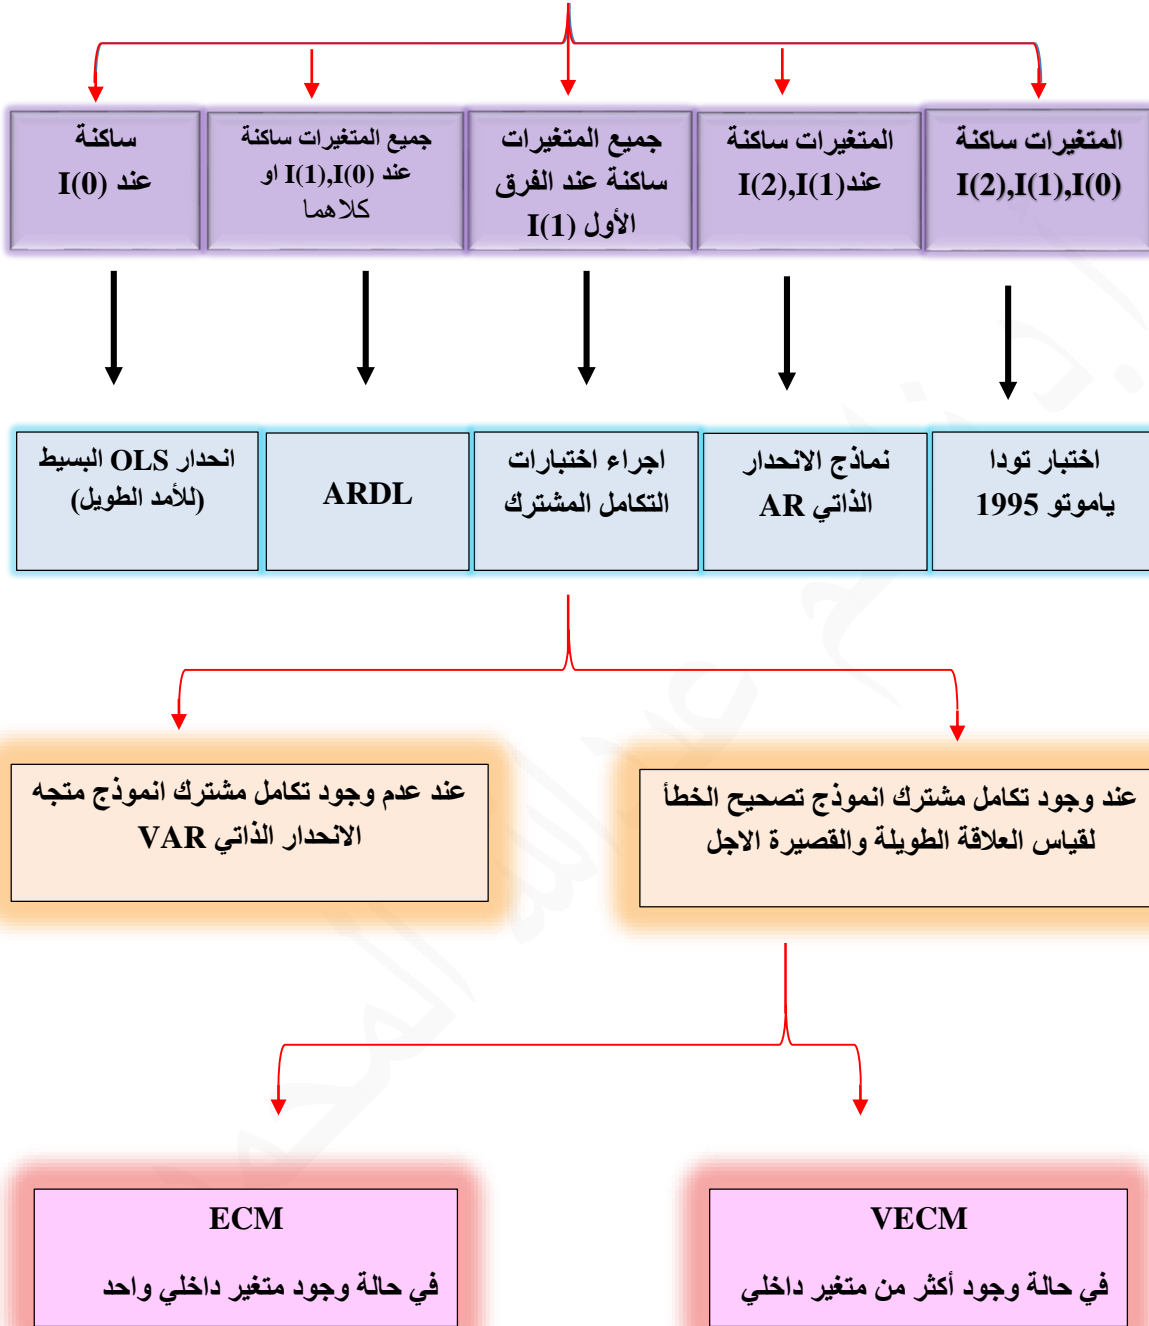 المتغيرات ساكنة
I(2),I(1),I(0)
المتغيرات ساكنة
عندI(2),I(1)
جميع المتغيرات
ساكنة عند الفرق
الأول I(1)
جميع المتغيرات ساكنة
عند I(1),I(0) او
كلاهما
ساكنة
عند I(0)
اختبار تودا
ياموتو 1995
نماذج الانحدار
الذاتي AR
اجراء اختبارات
التكامل المشترك
ARDL
انحدار OLS البسيط
(للأمد الطويل)
عند وجود تكامل مشترك انموذج تصحيح الخطأ
لقياس العلاقة الطويلة والقصيرة الاجل
عند عدم وجود تكامل مشترك انموذج متجه
الانحدار الذاتي VAR
VECM
في حالة وجود أكثر من متغير داخلي
ECM
في حالة وجود متغير داخلي واحد